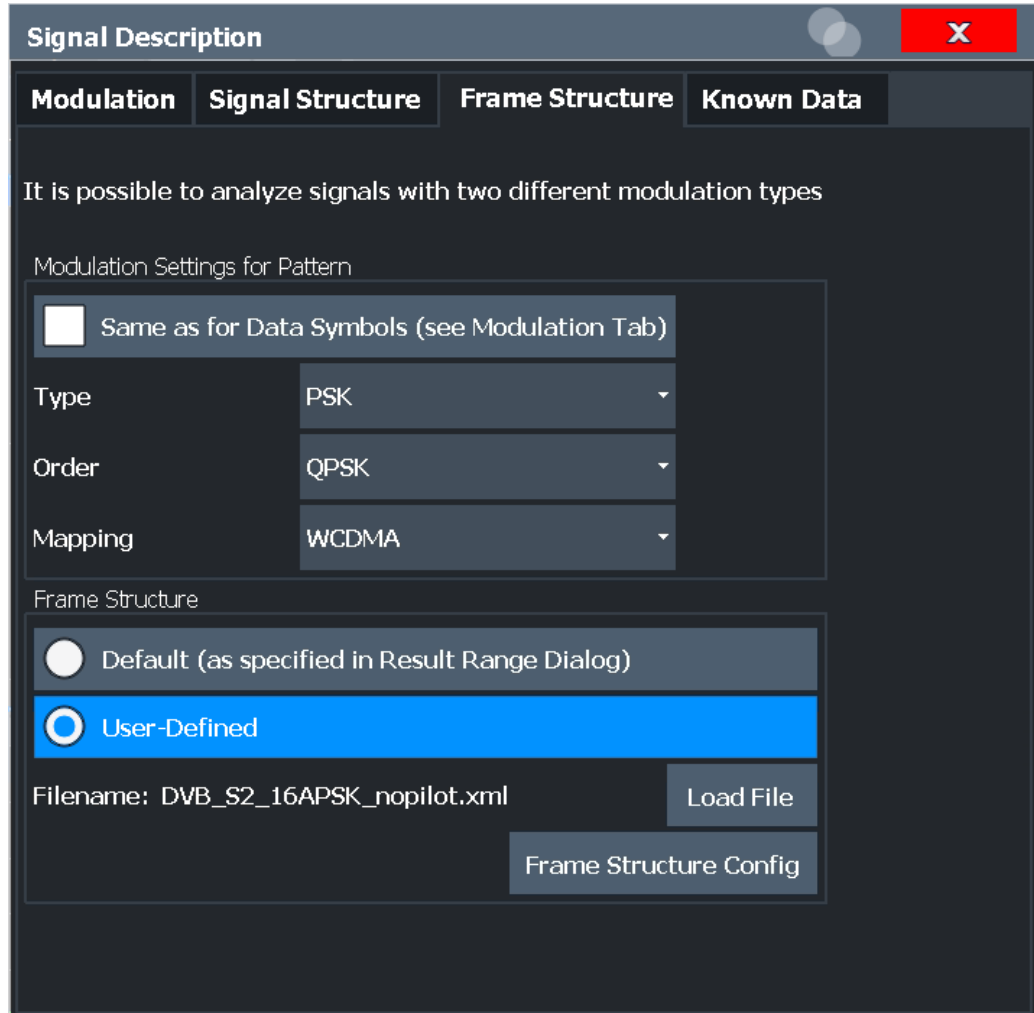 Signal Description
X
Modulation Signal Structure Frame Structure Known Data
It is possible to analyze signals with two different modulation types
Modulation Settings for Pattern
Same as for Data Symbols (see Modulation Tab)
Type PSK
Order QPSK
Mapping WCDMA
Frame Structure
Default (as specified in Result Range Dialog)
User-Defined
Filename: DVB_S2_16APSK_nopilot.xml Load File
Frame Structure Config